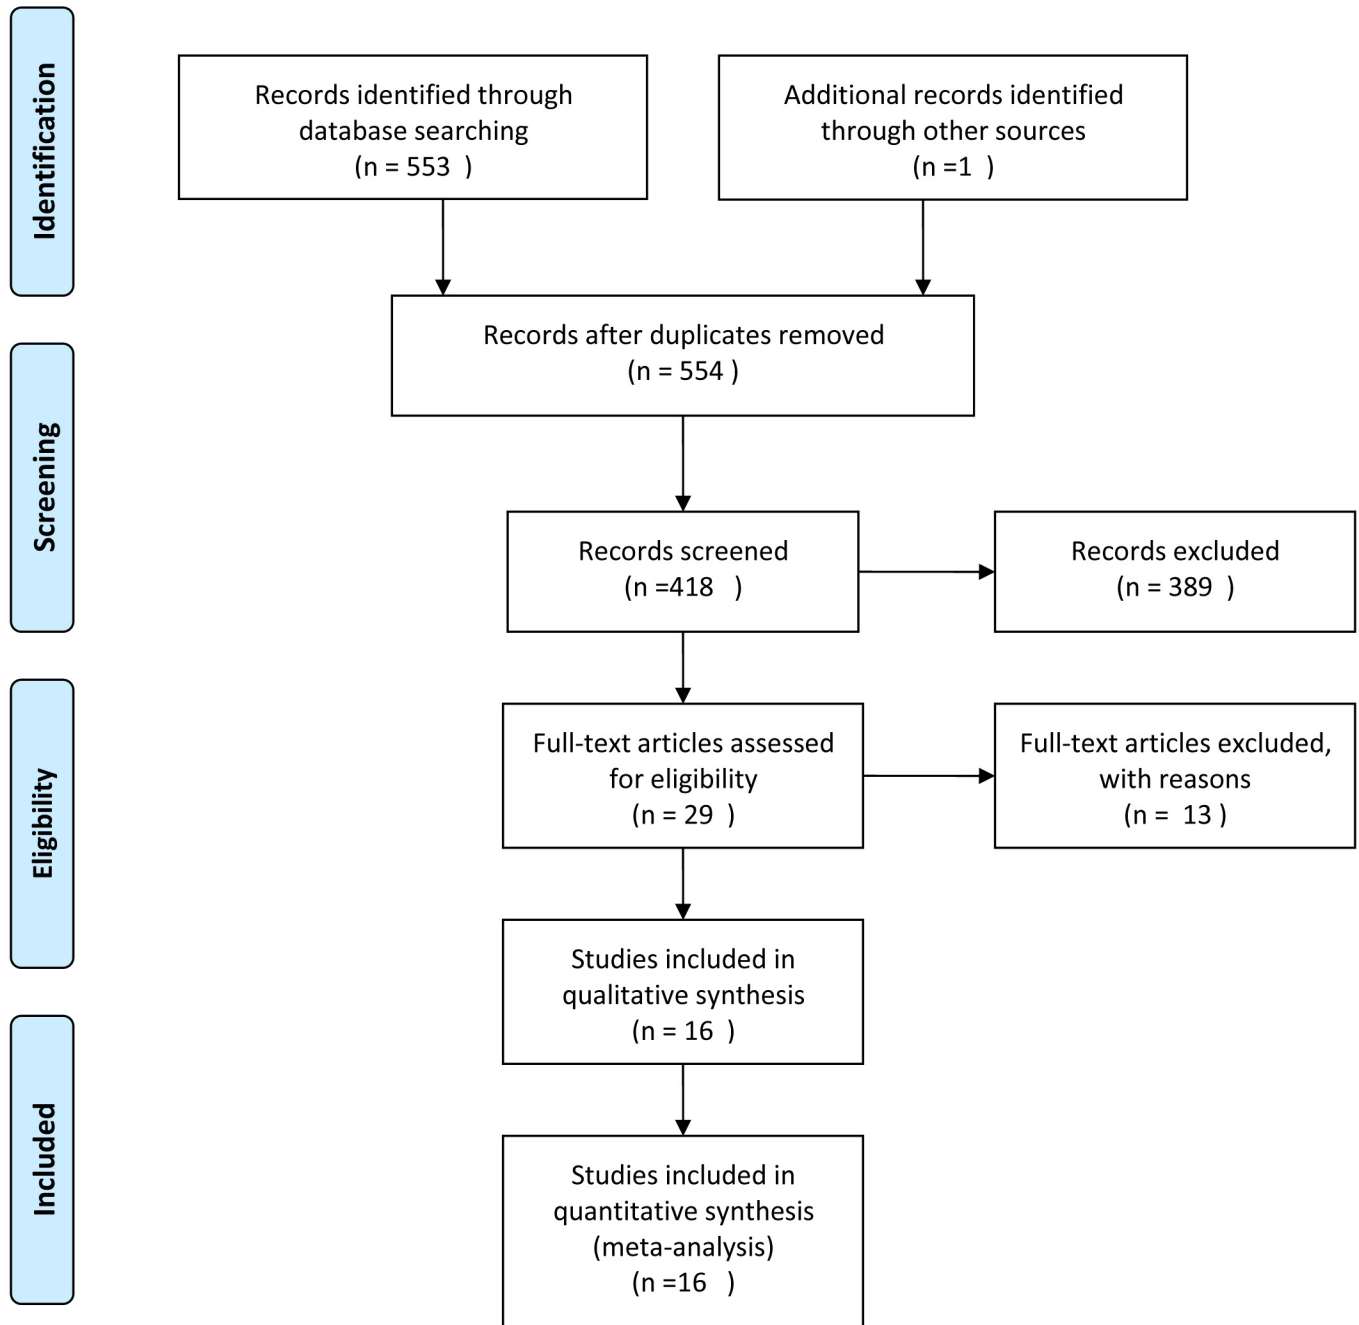 Identification
Records identified through
database searching
(n = 553  )
Additional records identified
through other sources
(n =1  )
Records after duplicates removed
(n = 554 )
Screening
Records screened
(n =418   )
Records excluded
(n = 389  )
Eligibility
Full-text articles assessed
for eligibility
(n = 29  )
Full-text articles excluded,
with reasons
(n =  13 )
Studies included in
qualitative synthesis
(n = 16  )
Included
Studies included in
quantitative synthesis
(meta-analysis)
(n =16   )